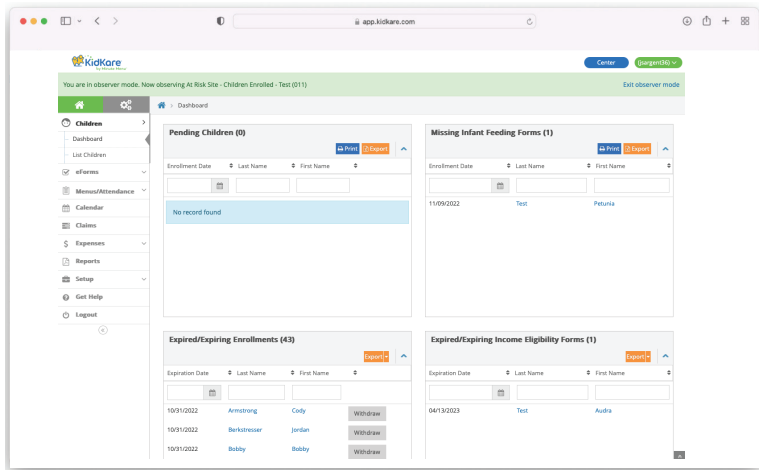 app.kidkare.com
KidKare
by Minute Menu
Center
(jsargent36)
You are in observer mode. Now observing At Risk Site - Children Enrolled - Test (011)
Exit observer mode
Children
Dashboard
List Children
eForms
Menus/Attendance
Calendar
Claims
Expenses
Reports
Setup
Get Help
Logout
Dashboard
Pending Children (0)
Print Export
Enrollment Date Last Name First Name
No record found
Missing Infant Feeding Forms (1)
Print Export
Enrollment Date Last Name First Name
11/09/2022 Test Petunia
Expired/Expiring Enrollments (43)
Export
Expiration Date Last Name First Name
10/31/2022 Armstrong Cody Withdraw
10/31/2022 Berkstresser Jordan Withdraw
10/31/2022 Bobby Bobby Withdraw
Expired/Expiring Income Eligibility Forms (1)
Export
Expiration Date Last Name First Name
04/13/2023 Test Audra